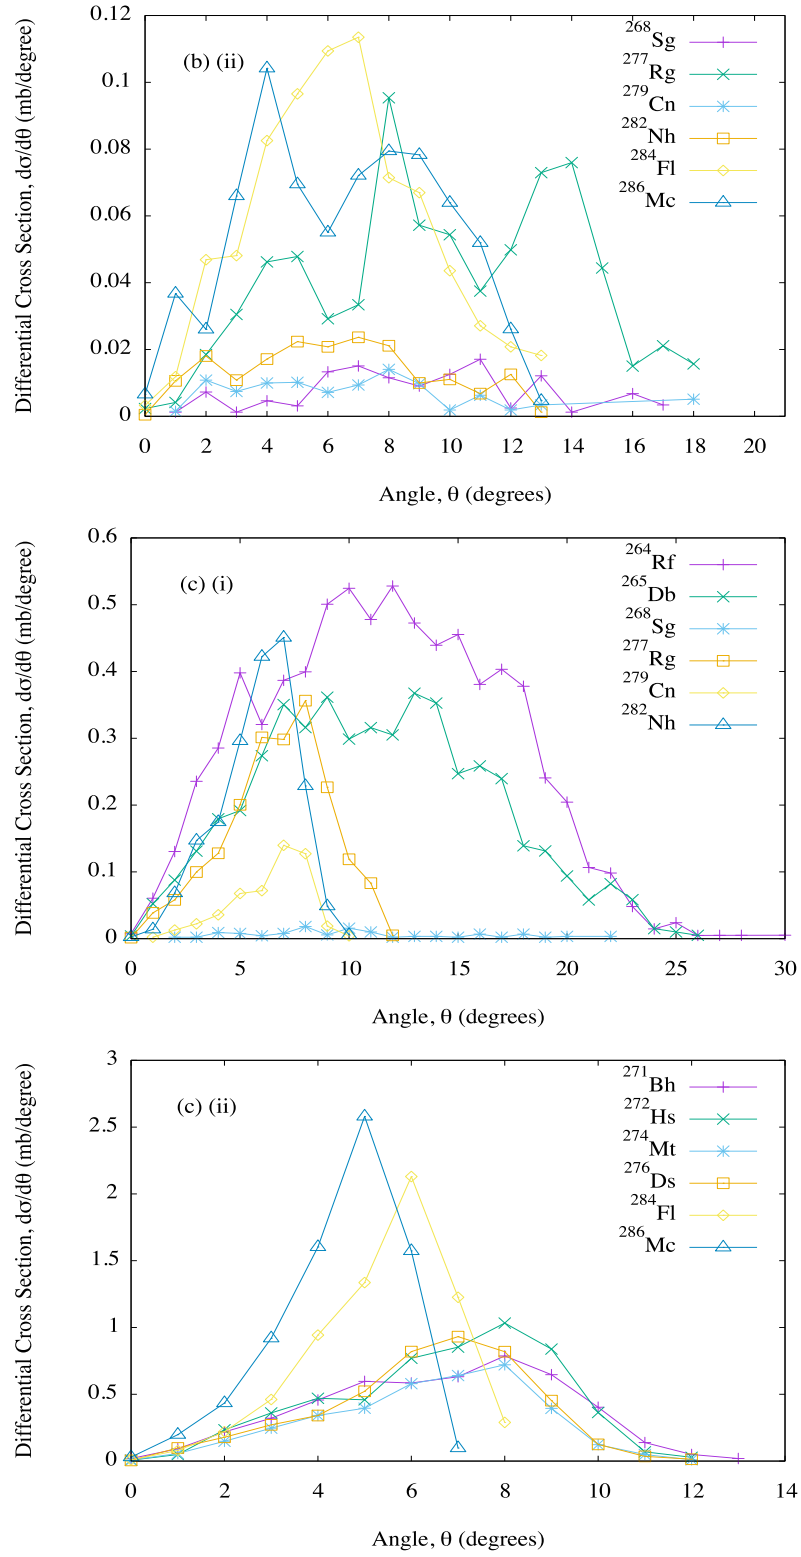 Differential Cross Section, dσ/dθ (mb/degree)
(b) (ii)
0.12
0.1
0.08
0.06
0.04
0.02
0
268Sg
277Rg
279Cn
282Nh
284Fl
286Mc
0 2 4 6 8 10 12 14 16 18 20
Angle, θ (degrees)
Differential Cross Section, dσ/dθ (mb/degree)
(c) (i)
0.6
0.5
0.4
0.3
0.2
0.1
0
264Rf
265Db
268Sg
277Rg
279Cn
282Nh
0 5 10 15 20 25 30
Angle, θ (degrees)
Differential Cross Section, dσ/dθ (mb/degree)
(c) (ii)
3
2.5
2
1.5
1
0.5
0
271Bh
272Hs
274Mt
276Ds
284Fl
286Mc
0 2 4 6 8 10 12 14
Angle, θ (degrees)